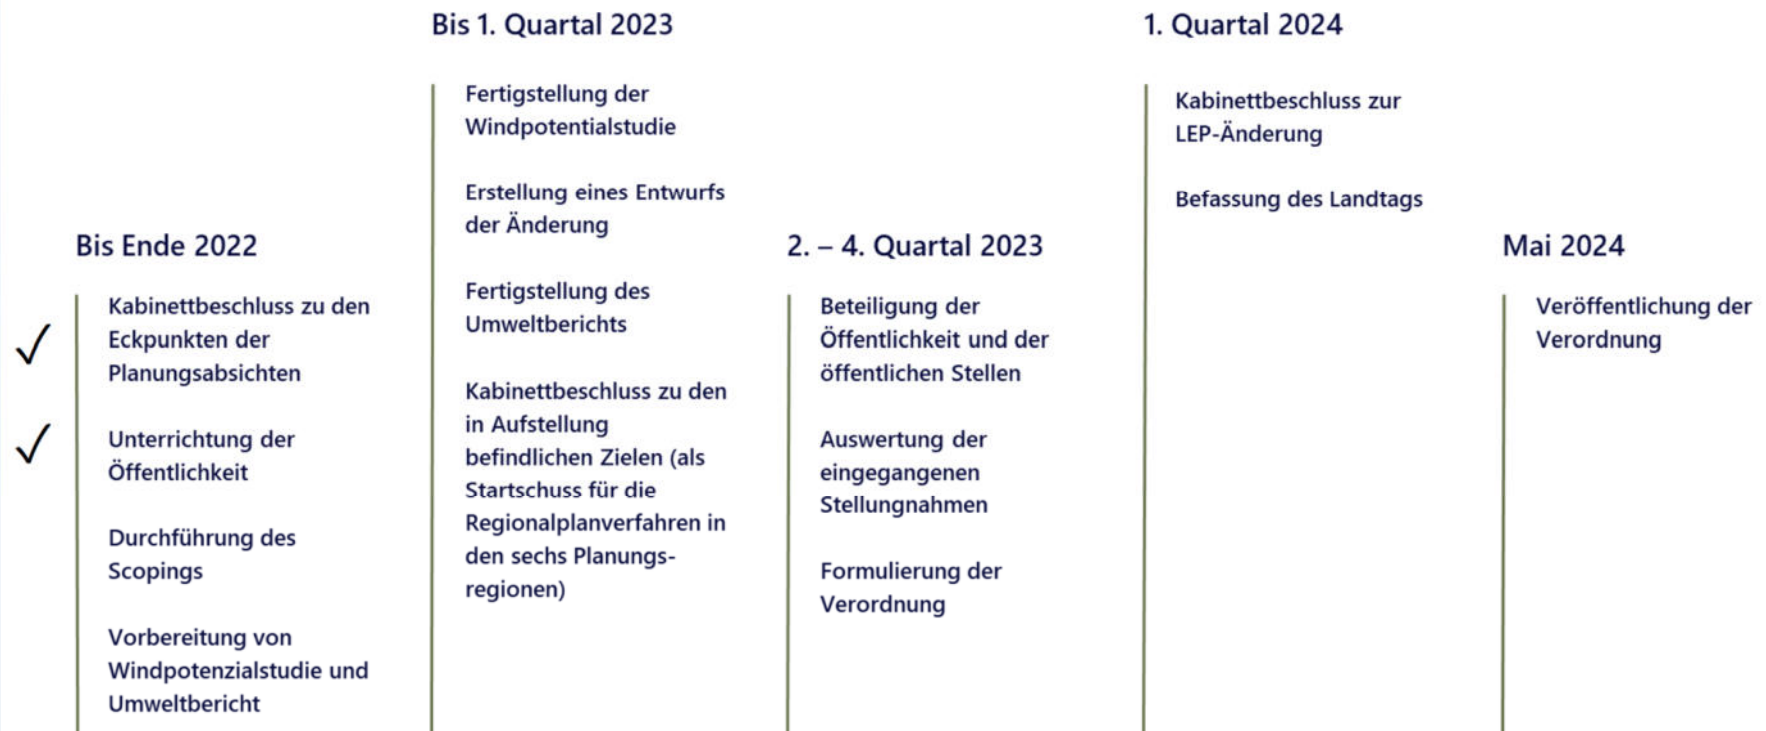 Bis Ende 2022
✓ Kabinettbeschluss zu den
Eckpunkten der
Planungsabsichten
✓ Unterrichtung der
Öffentlichkeit
Durchführung des
Scopings
Vorbereitung von
Windpotenzialstudie und
Umweltbericht
Bis 1. Quartal 2023
Fertigstellung der
Windpotentialstudie
Erstellung eines Entwurfs
der Änderung
Fertigstellung des
Umweltberichts
Kabinettbeschluss zu den
in Aufstellung
befindlichen Zielen (als
Startschuss für die
Regionalplanverfahren in
den sechs Planungs-
regionen)
2. – 4. Quartal 2023
Beteiligung der
Öffentlichkeit und der
öffentlichen Stellen
Auswertung der
eingegangenen
Stellungnahmen
Formulierung der
Verordnung
1. Quartal 2024
Kabinettbeschluss zur
LEP-Änderung
Befassung des Landtags
Mai 2024
Veröffentlichung der
Verordnung